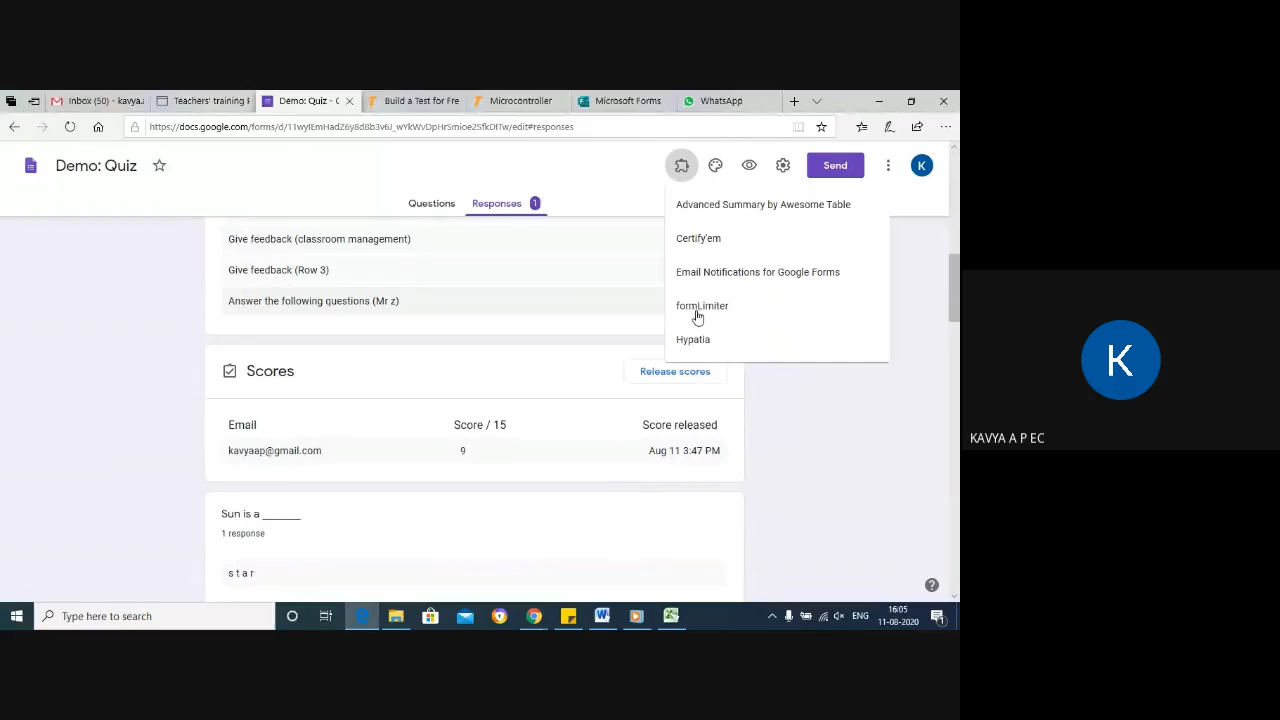 Inbox (50) - kavya.
Teachers' training
Demo: Quiz -
Build a Test for Fre
Microcontroller
Microsoft Forms
WhatsApp
Demo: Quiz
Send
K
Questions
Responses 1
Advanced Summary by Awesome Table
Certify'em
Email Notifications for Google Forms
formLimiter
Hypatia
Give feedback (classroom management)
Give feedback (Row 3)
Answer the following questions (Mr z)
Scores
Release scores
Email
Score / 15
Score released
kavyaap@gmail.com
9
Aug 11 3:47 PM
Sun is a _______
1 response
s t a r
Type here to search
ENG
16:05
11-08-2020
K
KAVYA A P EC